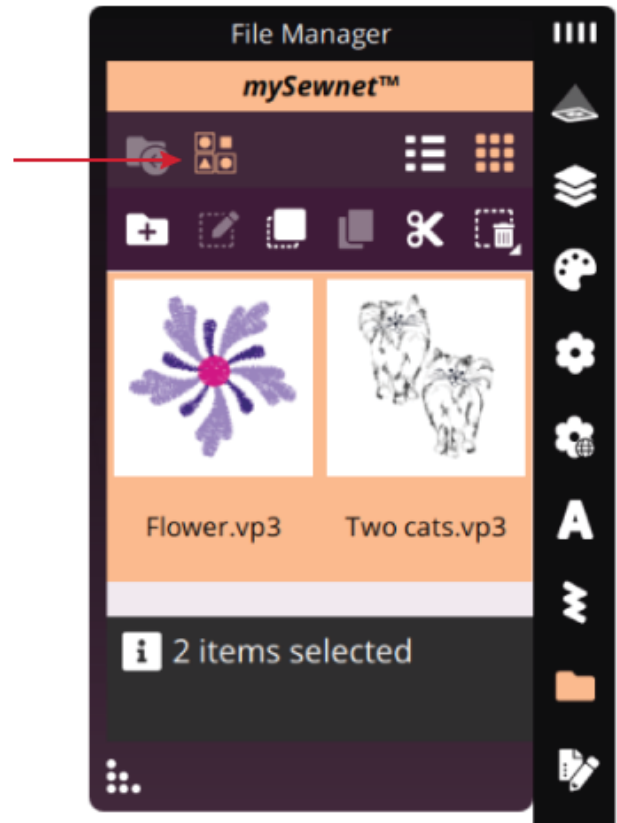 File Manager
mySewnet™
Flower.vp3
Two cats.vp3
i 2 items selected
A